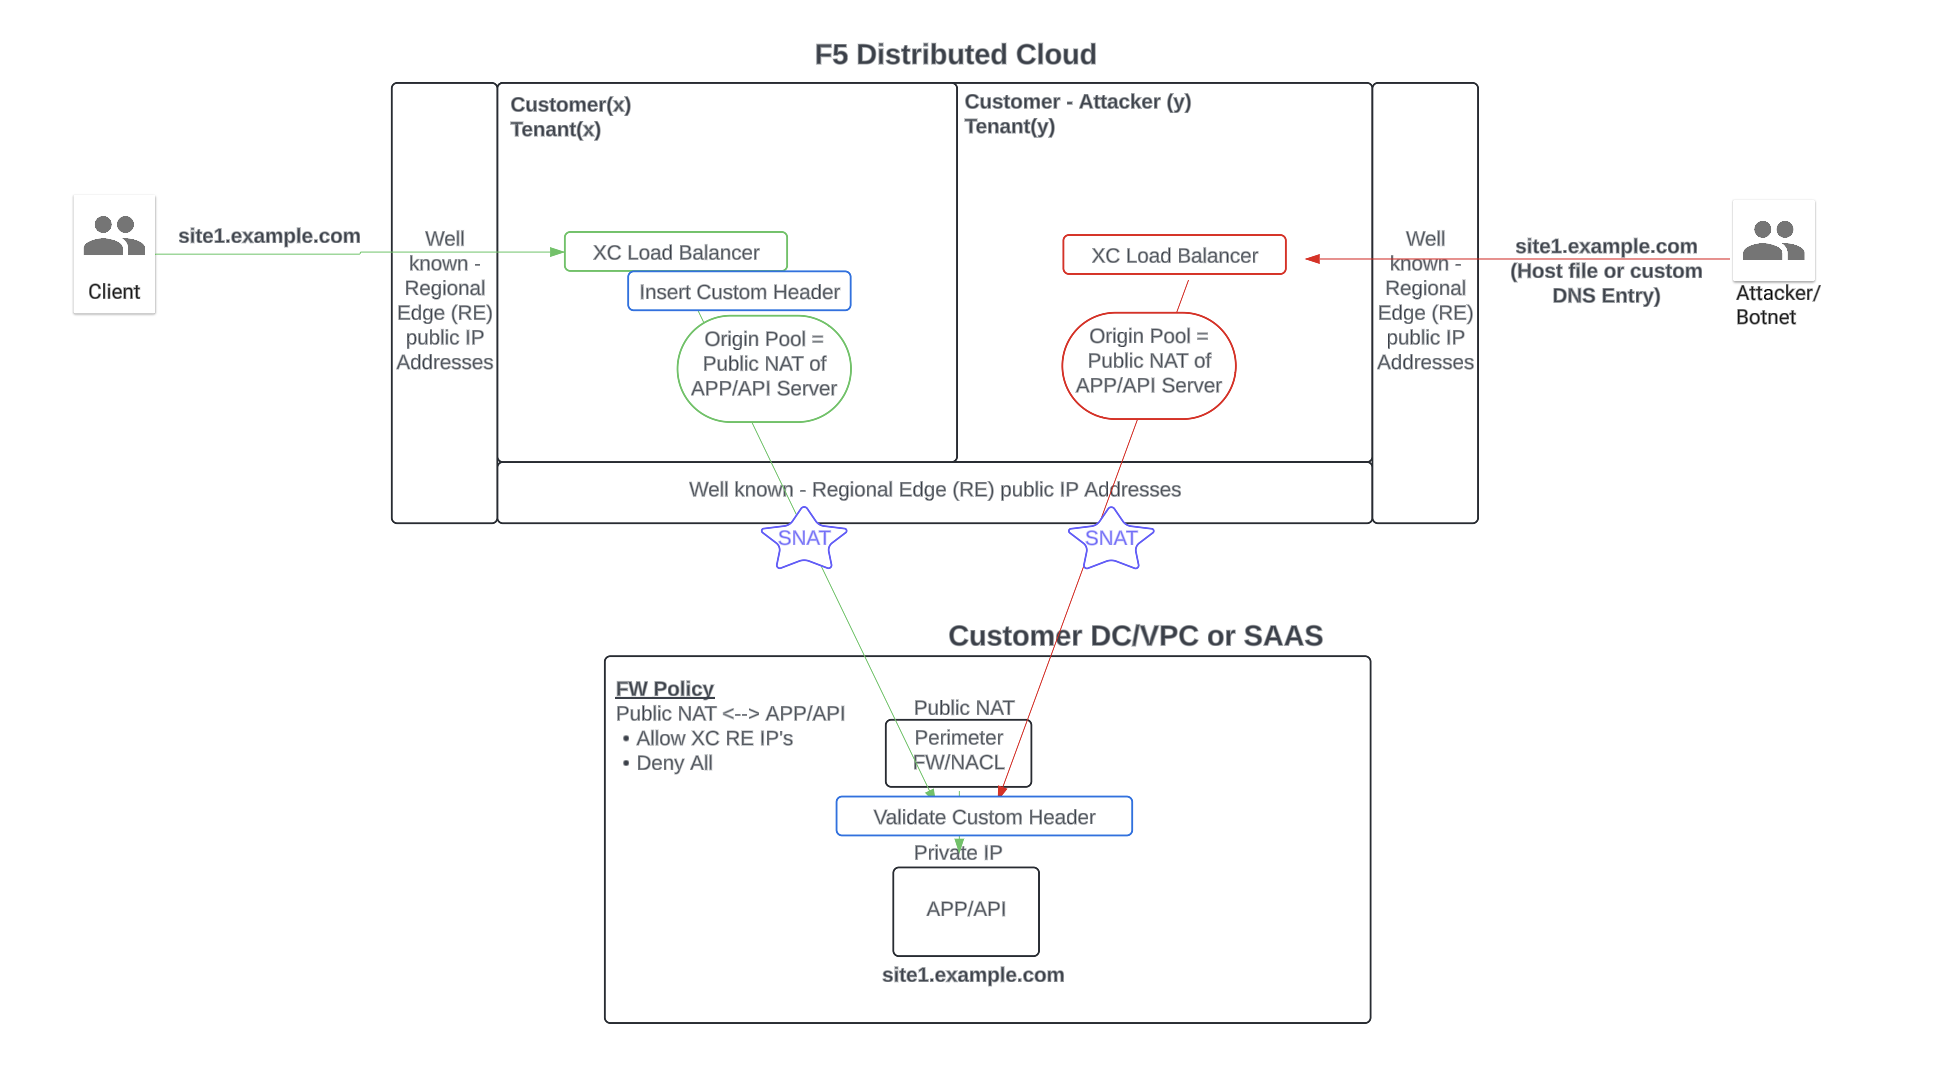 F5 Distributed Cloud
Customer(x)
Tenant(x)
Customer - Attacker (y)
Tenant(y)
site1.example.com
Client
Well
known -
Regional
Edge (RE)
public IP
Addresses
XC Load Balancer
Insert Custom Header
Origin Pool =
Public NAT of
APP/API Server
XC Load Balancer
Origin Pool =
Public NAT of
APP/API Server
Well
known -
Regional
Edge (RE)
public IP
Addresses
site1.example.com
(Host file or custom
DNS Entry)
Attacker/
Botnet
Well known - Regional Edge (RE) public IP Addresses
SNAT
SNAT
Customer DC/VPC or SAAS
FW Policy
Public NAT <--> APP/API
• Allow XC RE IP's
• Deny All
Public NAT
Perimeter
FW/NACL
Validate Custom Header
Private IP
APP/API
site1.example.com